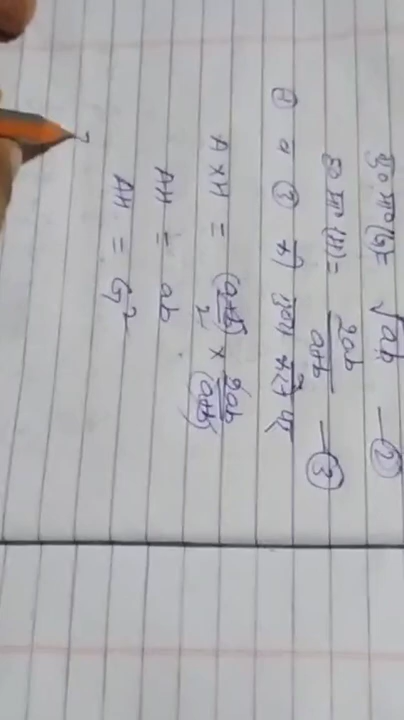 गु० मा० (G) = √ab —②
ह० मा० (H) = 2ab/(a+b) —③
① व ③ का गुणा करने पर
A×H = (a+b)/2 × 2ab/(a+b)
AH = ab
AH = G²